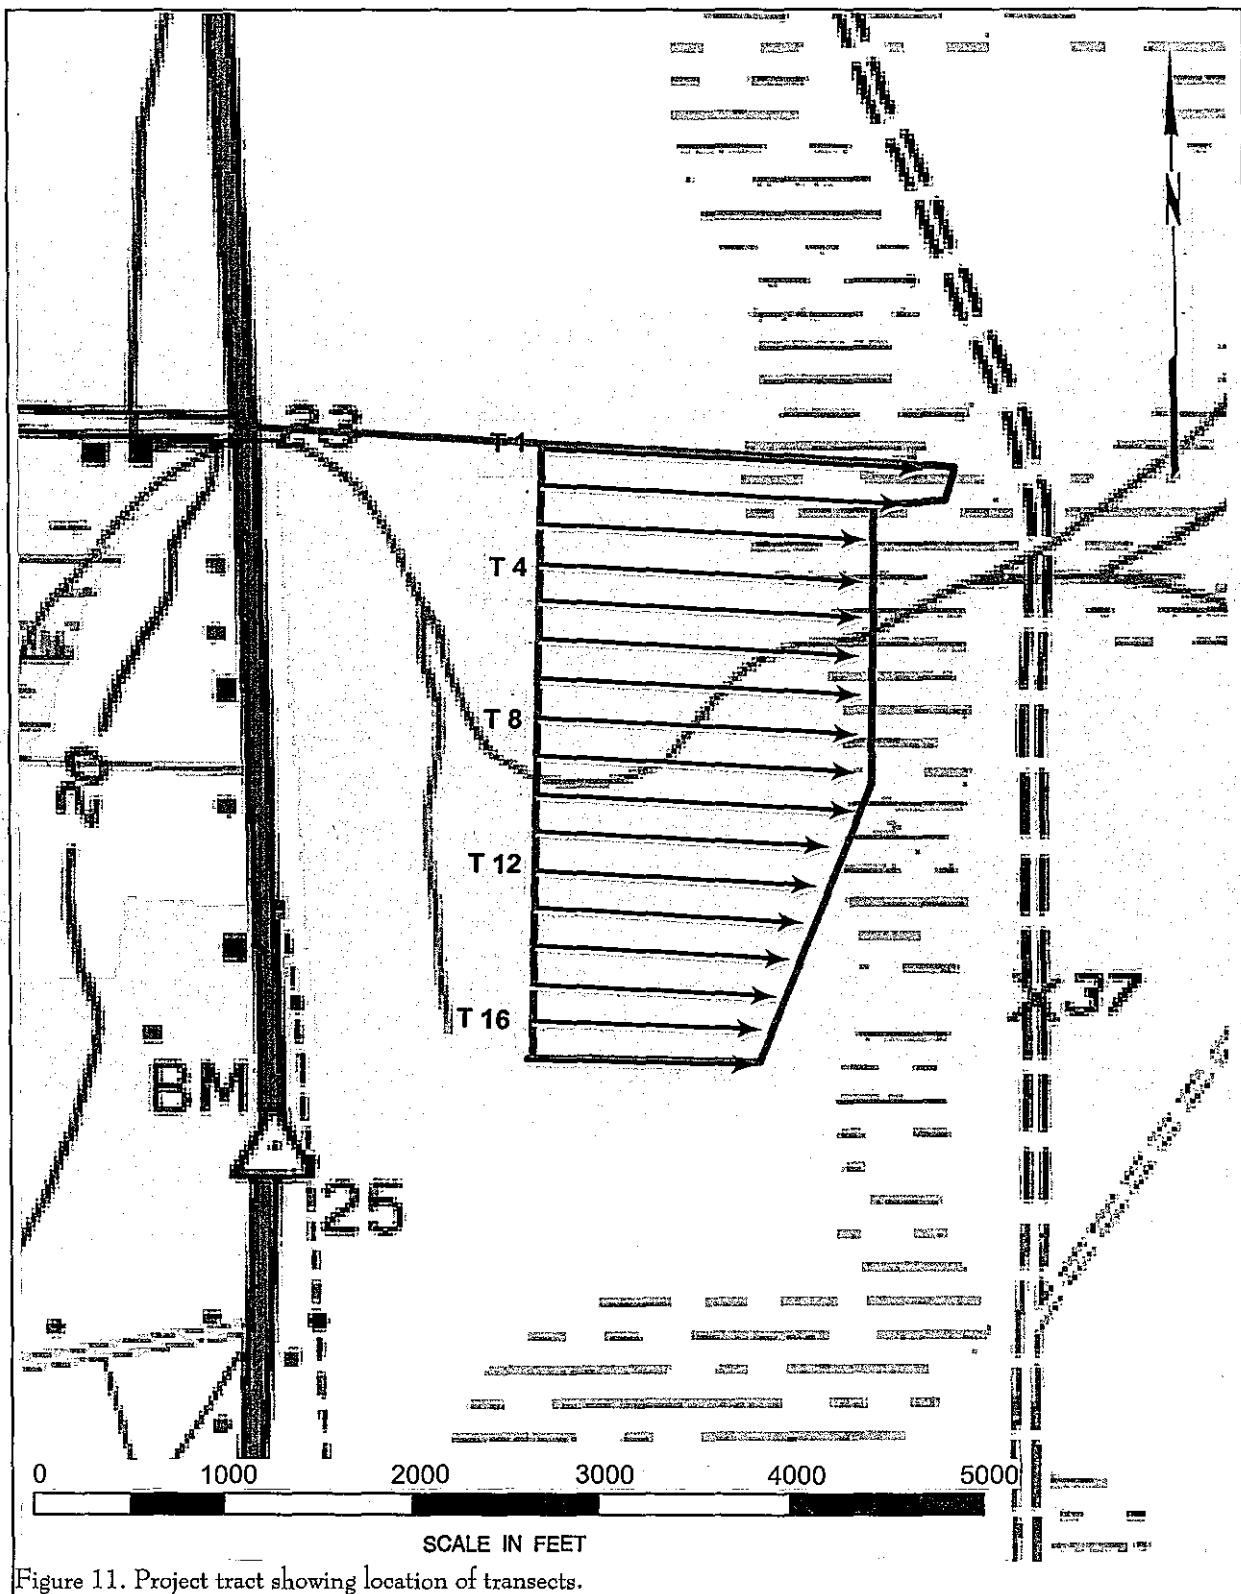 N
23
T 1
T 4
T 8
T 12
T 16
37
BM
25
0 1000 2000 3000 4000 5000
SCALE IN FEET
Figure 11. Project tract showing location of transects.